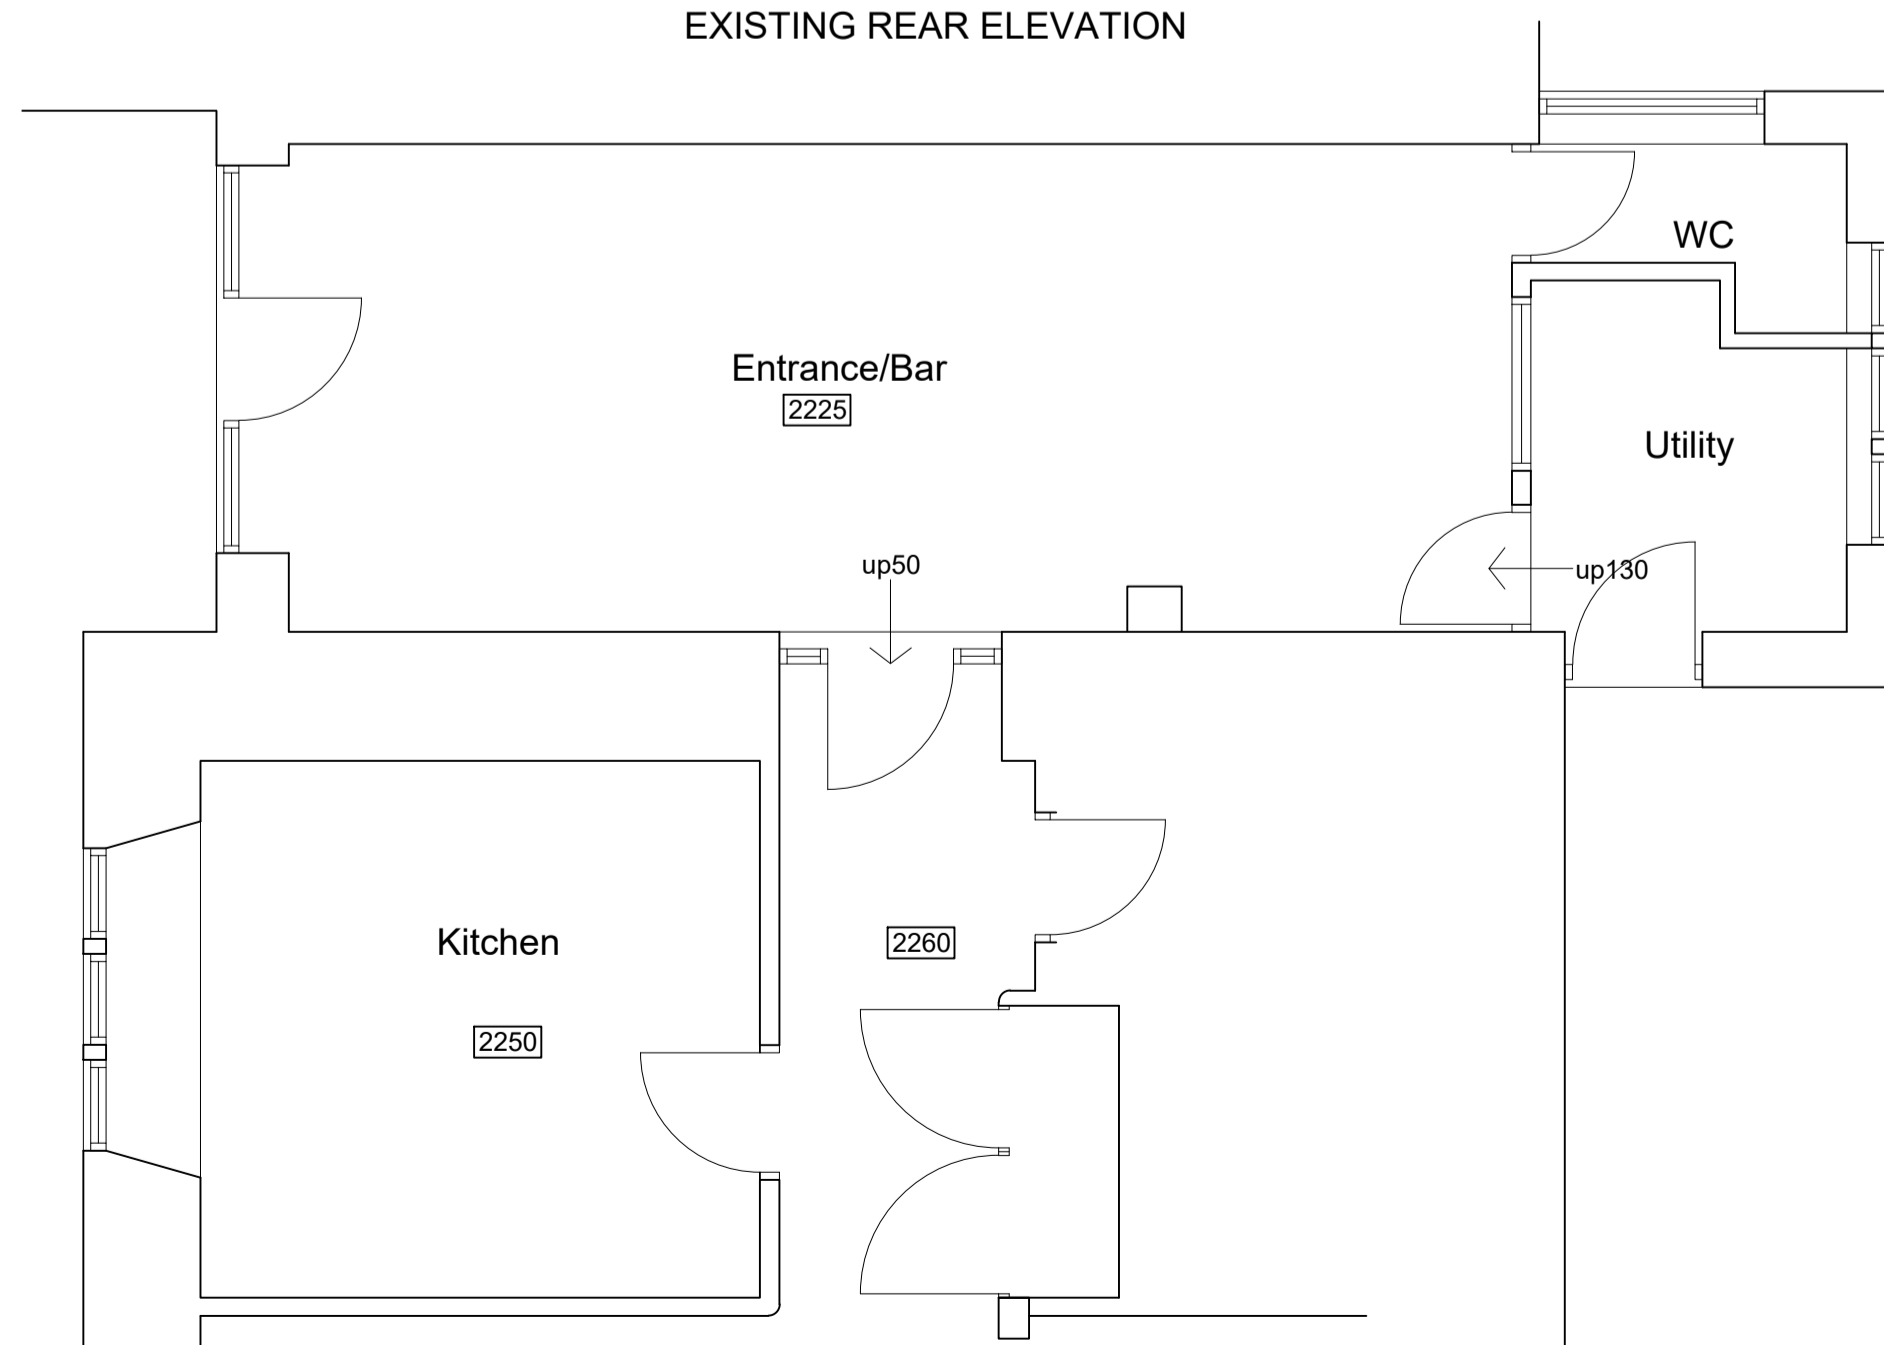 EXISTING REAR ELEVATION
WC
Entrance/Bar
2225
Utility
up50
up130
Kitchen
2260
2250